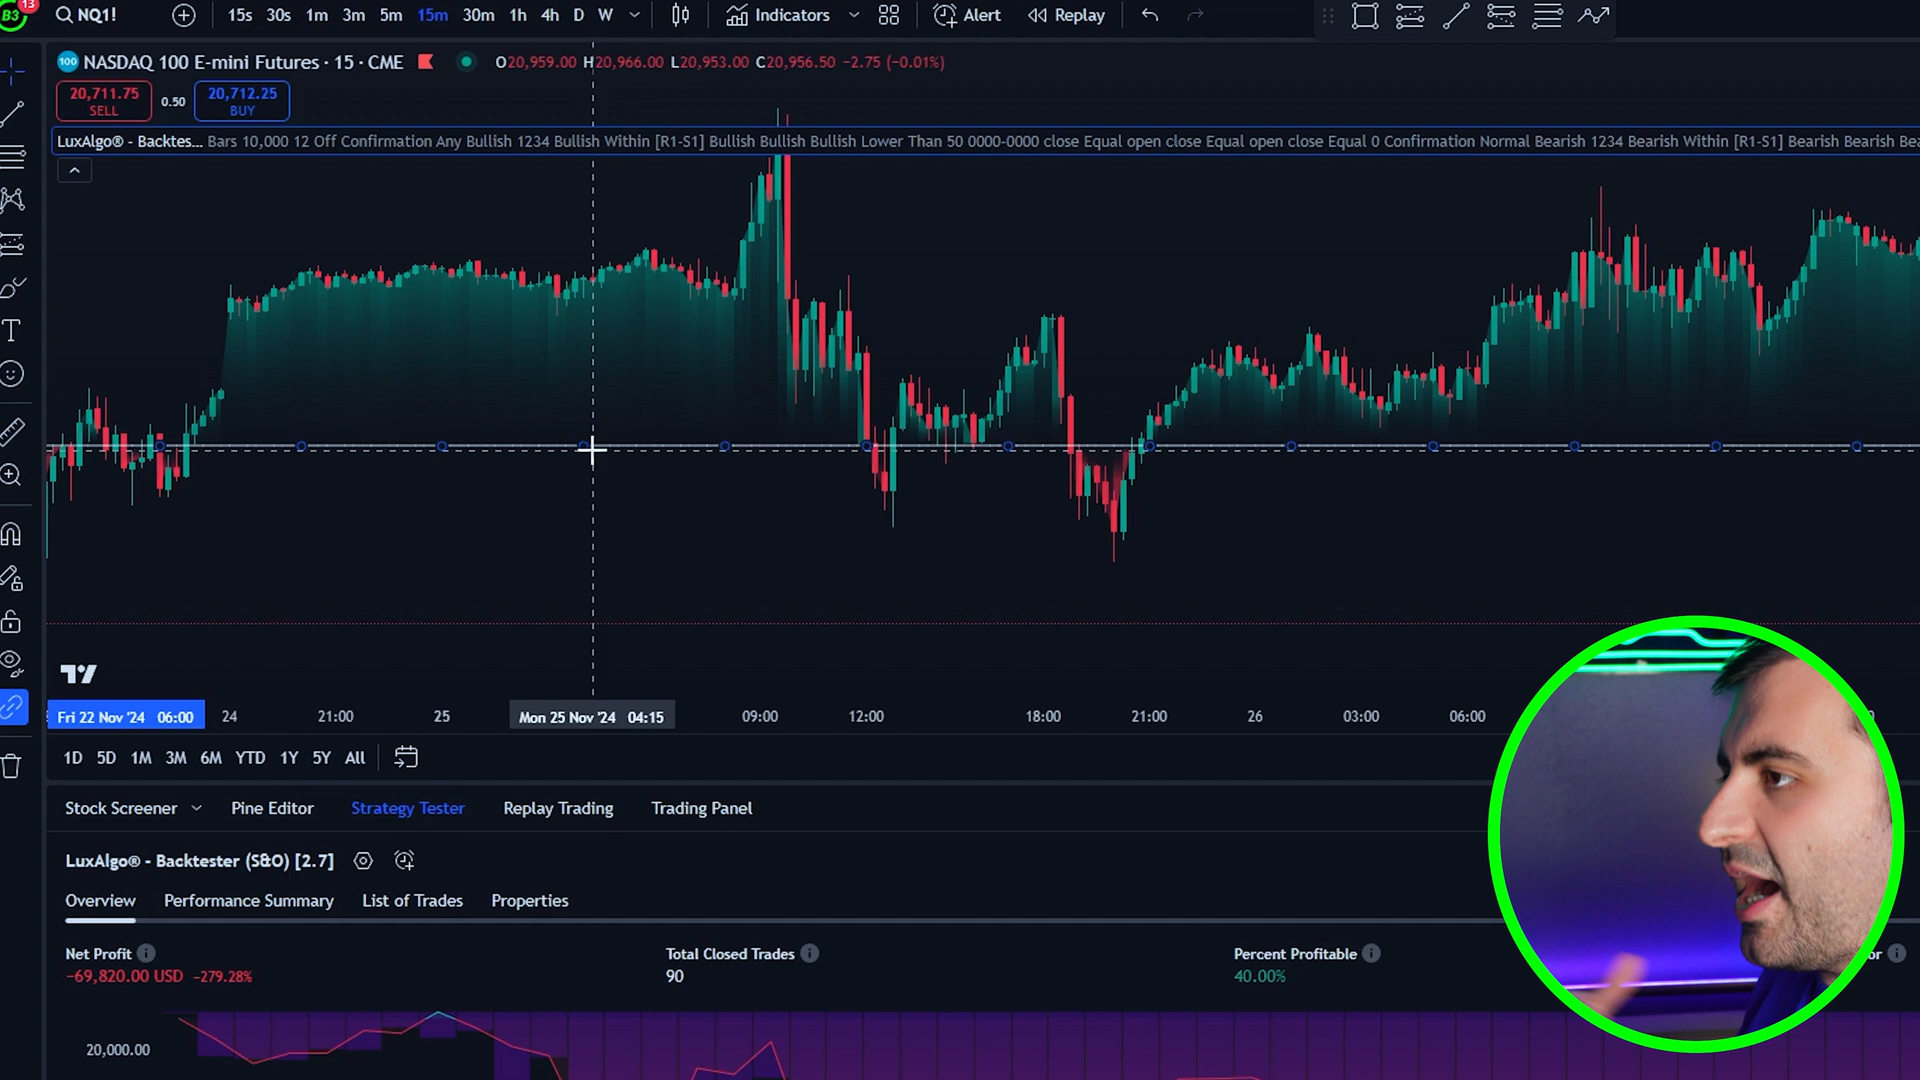 B3 13 NQ1! 15s 30s 1m 3m 5m 15m 30m 1h 4h D W Indicators Alert Replay
100 NASDAQ 100 E-mini Futures · 15 · CME O20,959.00 H20,966.00 L20,953.00 C20,956.50 −2.75 (−0.01%)
20,711.75 SELL 0.50 20,712.25 BUY
LuxAlgo® - Backtes... Bars 10,000 12 Off Confirmation Any Bullish 1234 Bullish Within [R1-S1] Bullish Bullish Bullish Lower Than 50 0000-0000 close Equal open close Equal open close Equal 0 Confirmation Normal Bearish 1234 Bearish Within [R1-S1] Bearish Bearish Bea
Fri 22 Nov '24 06:00 24 21:00 25 Mon 25 Nov '24 04:15 09:00 12:00 18:00 21:00 26 03:00 06:00
1D 5D 1M 3M 6M YTD 1Y 5Y All
Stock Screener Pine Editor Strategy Tester Replay Trading Trading Panel
LuxAlgo® - Backtester (S&O) [2.7]
Overview Performance Summary List of Trades Properties
Net Profit Total Closed Trades Percent Profitable
−69,820.00 USD −279.28% 90 40.00%
20,000.00